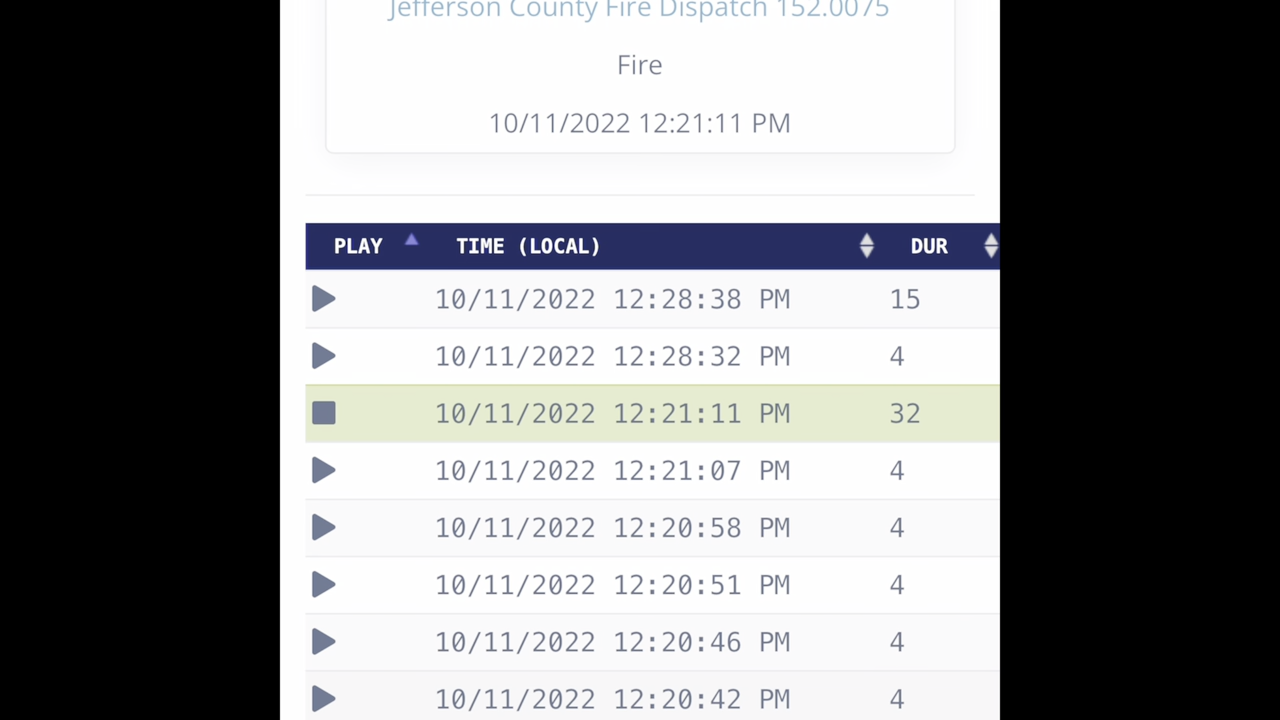 Jefferson County Fire Dispatch 152.0075
Fire
10/11/2022 12:21:11 PM
PLAY TIME (LOCAL) DUR
10/11/2022 12:28:38 PM 15
10/11/2022 12:28:32 PM 4
10/11/2022 12:21:11 PM 32
10/11/2022 12:21:07 PM 4
10/11/2022 12:20:58 PM 4
10/11/2022 12:20:51 PM 4
10/11/2022 12:20:46 PM 4
10/11/2022 12:20:42 PM 4